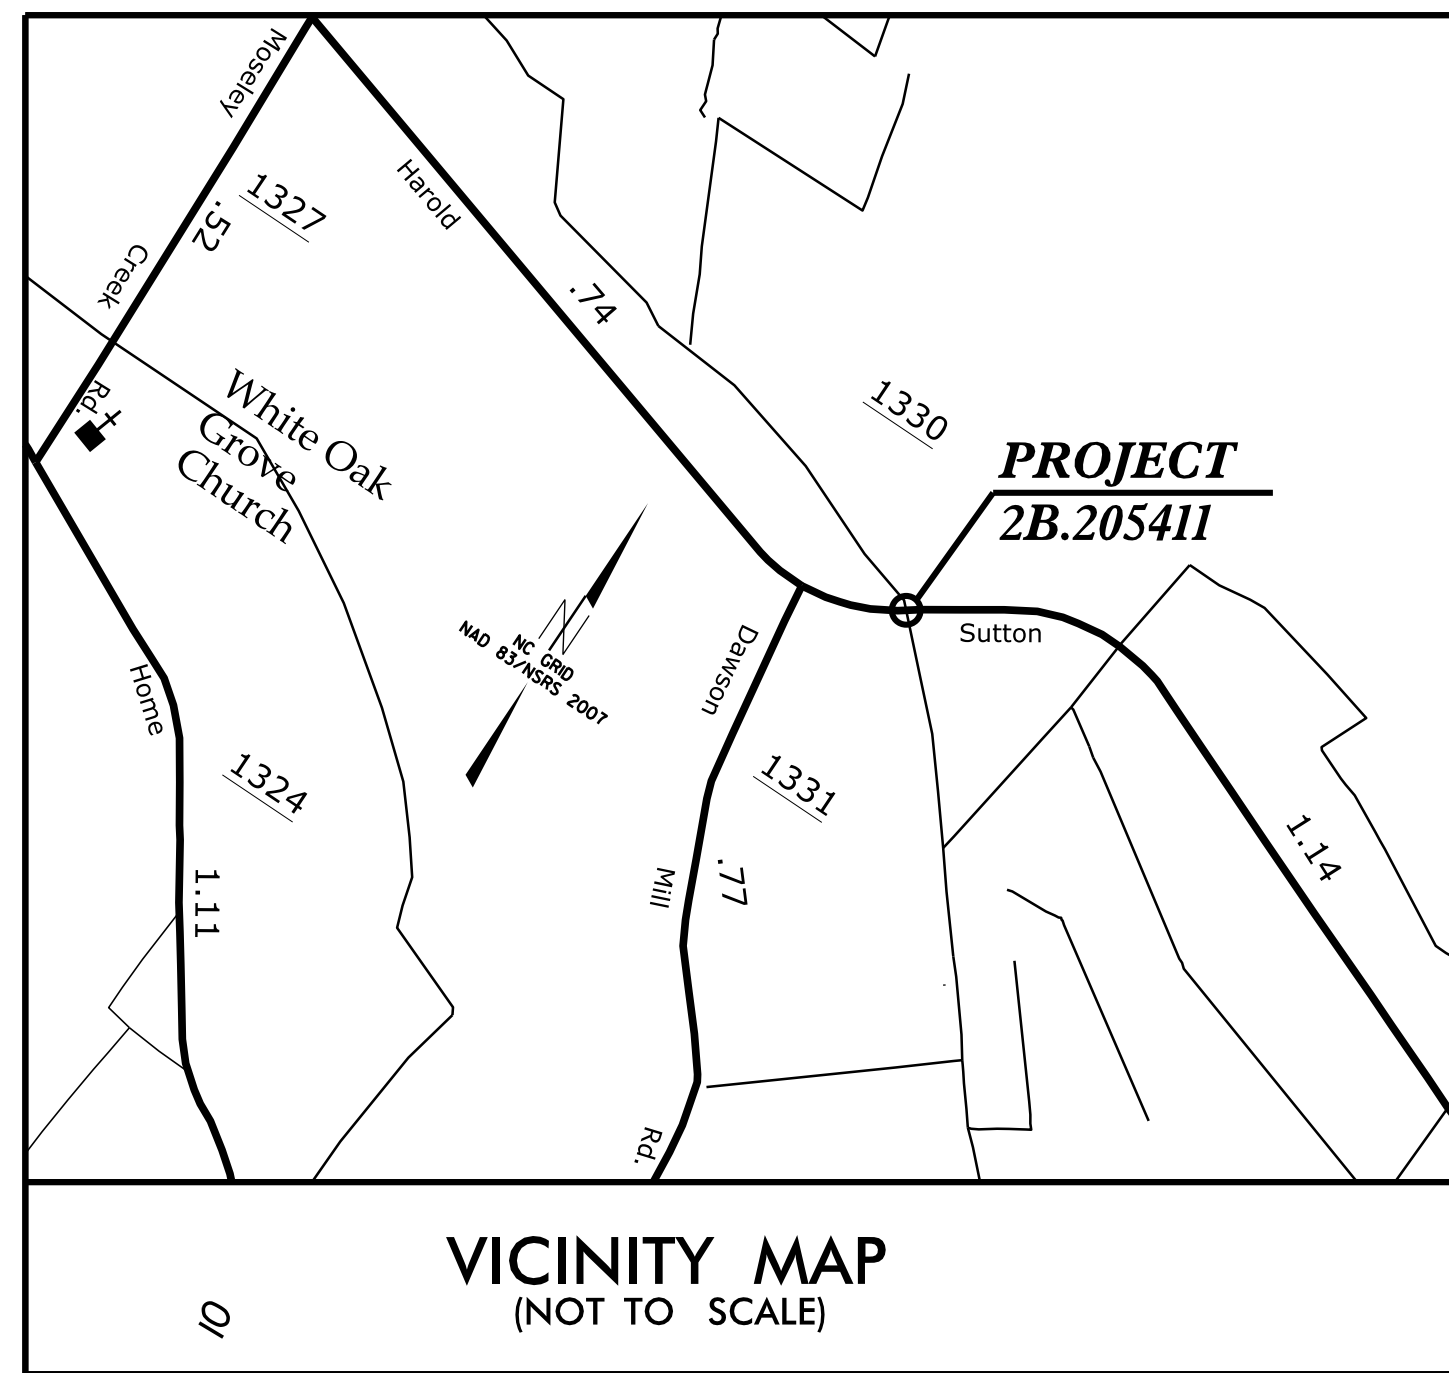 Moseley
Creek
Rd.
1327
.52
Harold
.74
White Oak
Grove
Church
1330
PROJECT
2B.205411
Sutton
NC GRID
NAD 83/NSRS 2007
N
Home
Dawson
1324
1331
1.11
Mill
.77
1.14
Rd.
VICINITY MAP
(NOT TO SCALE)
10